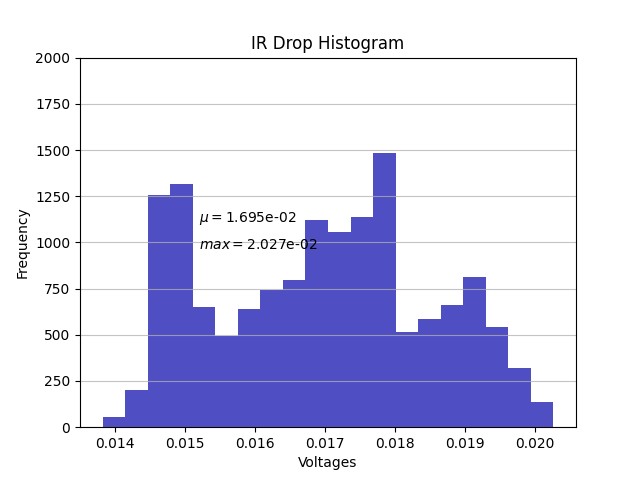 IR Drop Histogram
2000
1750
1500
1250
1000
750
500
250
0
Frequency
μ = 1.695e-02
max = 2.027e-02
0.014 0.015 0.016 0.017 0.018 0.019 0.020
Voltages